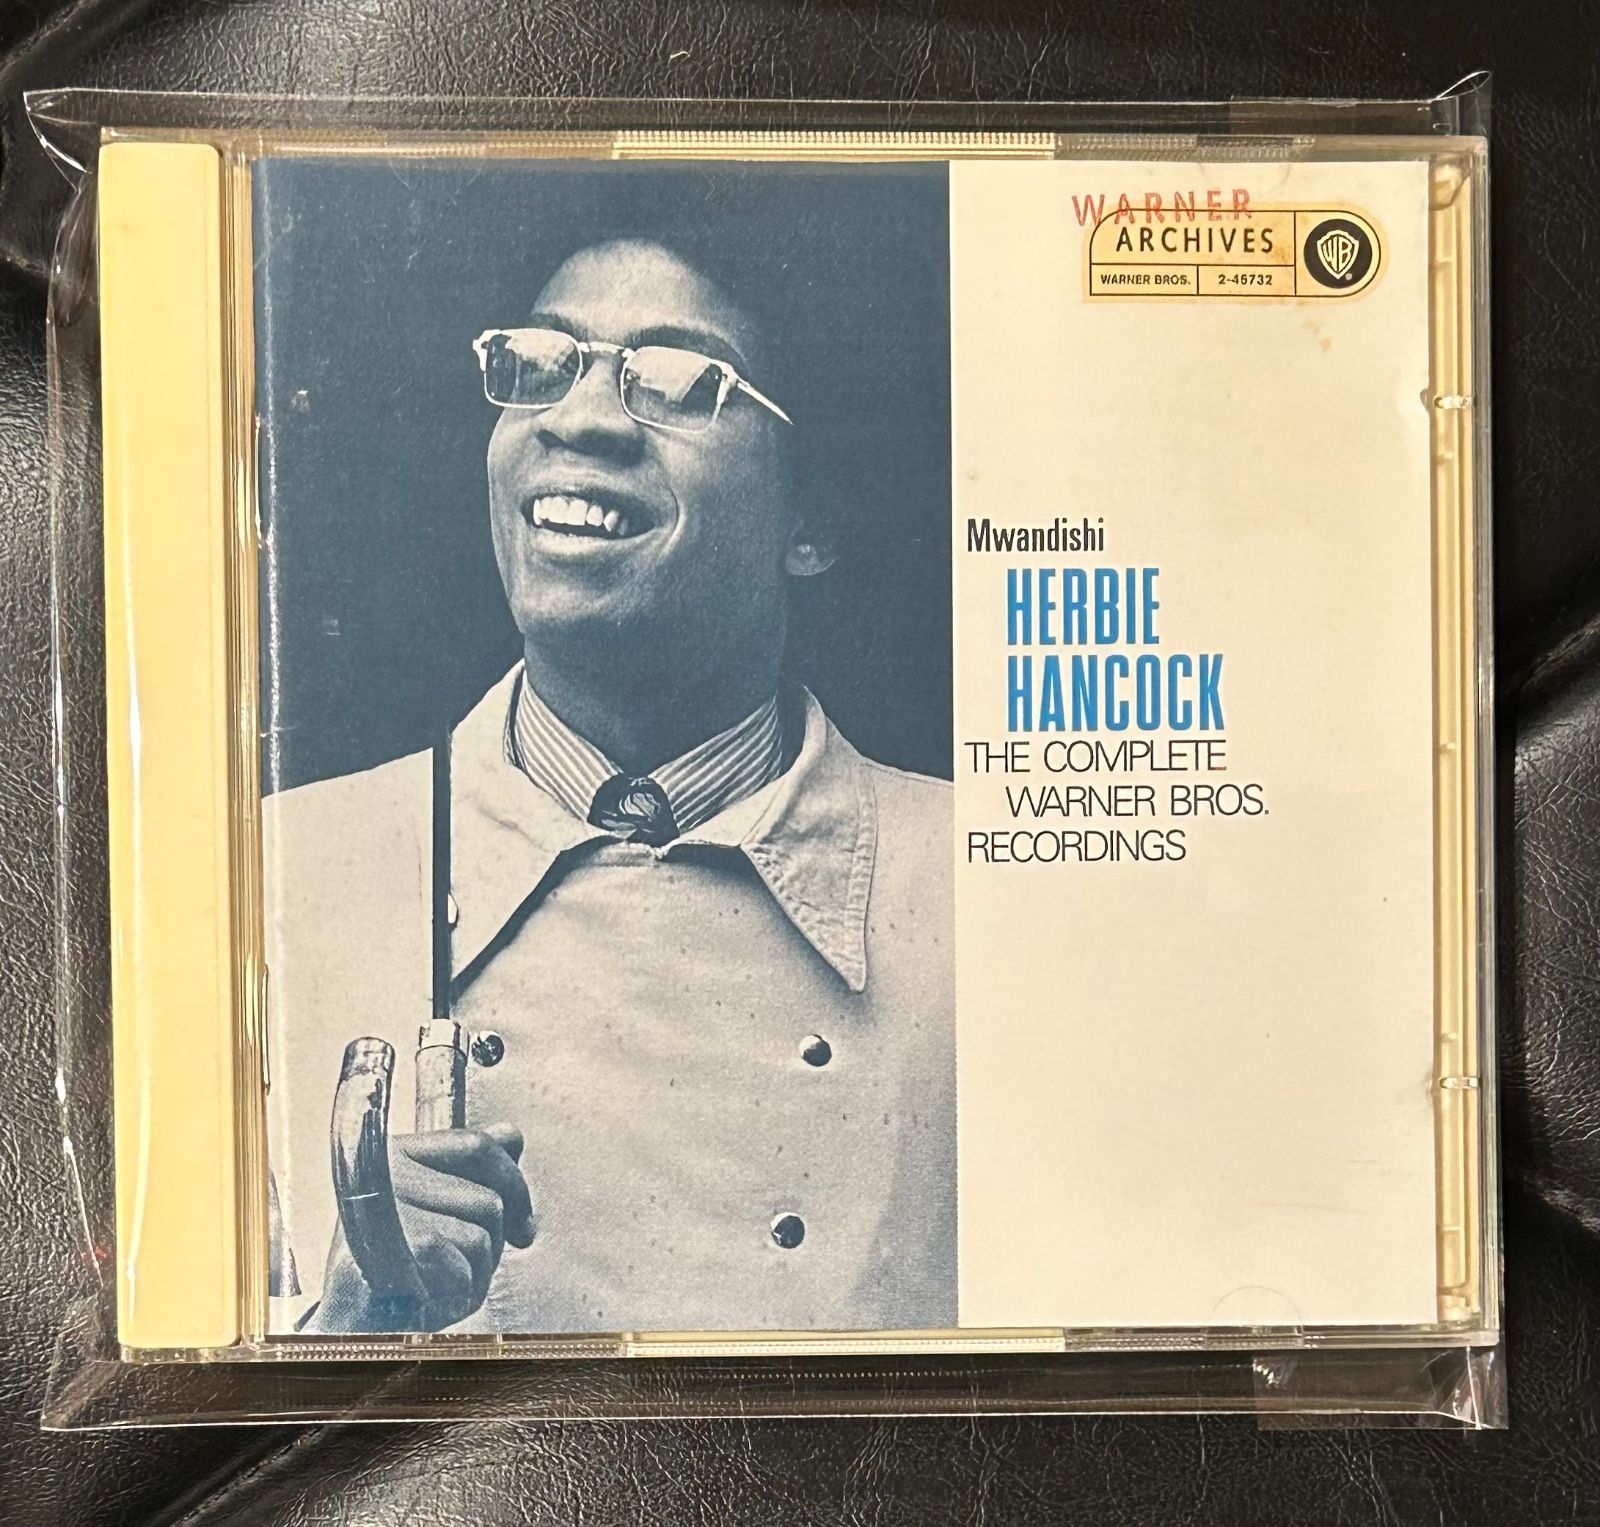 WARNER
ARCHIVES
WARNER BROS. 2-45732
WB
Mwandishi
HERBIE
HANCOCK
THE COMPLETE
WARNER BROS.
RECORDINGS